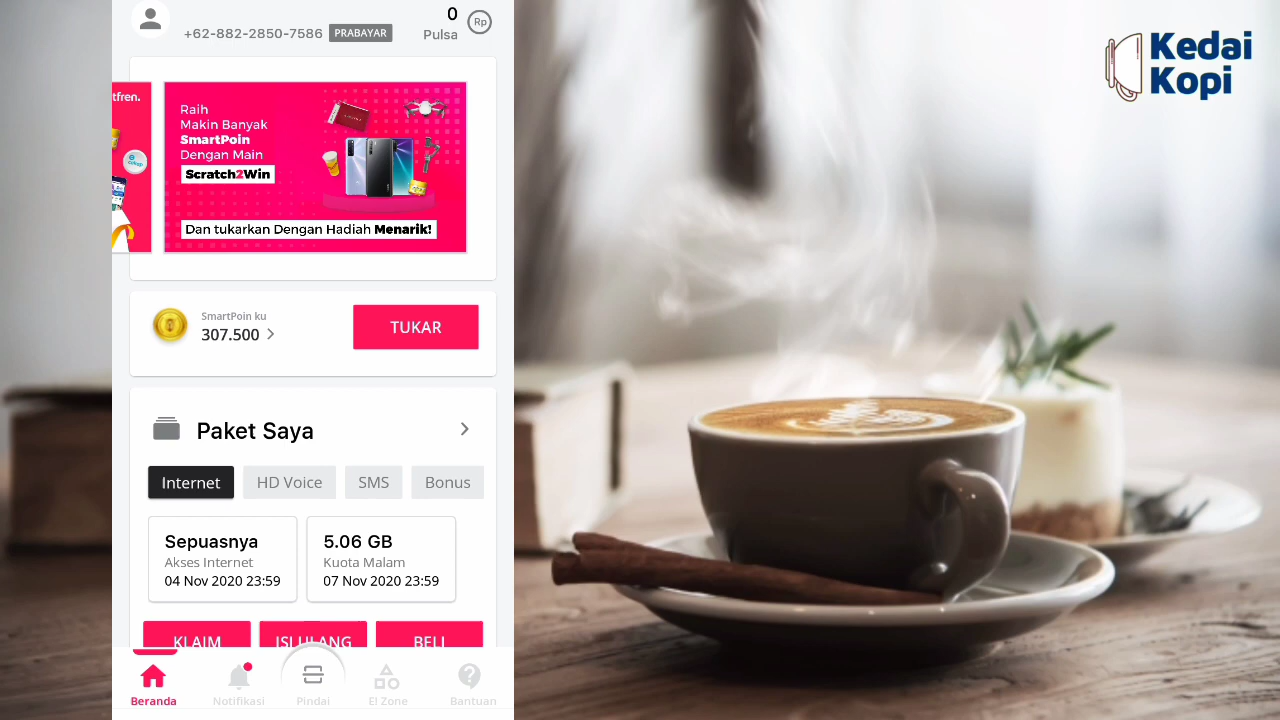 0
+62-882-2850-7586 PRABAYAR
Pulsa
Rp
tfren.
Raih
Makin Banyak
SmartPoin
Dengan Main
Scratch2Win
Dan tukarkan Dengan Hadiah Menarik!
SmartPoin ku
307.500
TUKAR
Paket Saya
Internet
HD Voice
SMS
Bonus
Sepuasnya
Akses Internet
04 Nov 2020 23:59
5.06 GB
Kuota Malam
07 Nov 2020 23:59
KLAIM
ISI ULANG
BELI
Beranda
Notifikasi
Pindai
El Zone
Bantuan
Kedai
Kopi